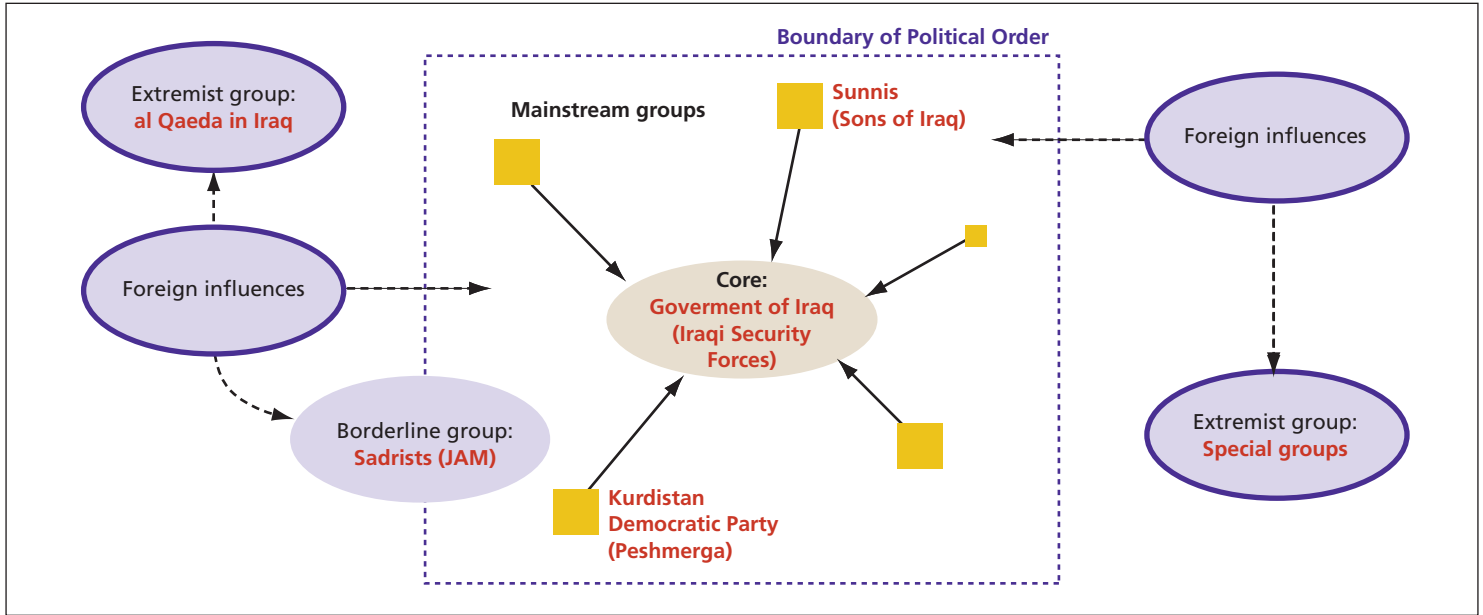 Boundary of Political Order
Extremist group:
al Qaeda in Iraq
Mainstream groups
Sunnis
(Sons of Iraq)
Foreign influences
Foreign influences
Core:
Goverment of Iraq
(Iraqi Security
Forces)
Borderline group:
Sadrists (JAM)
Extremist group:
Special groups
Kurdistan
Democratic Party
(Peshmerga)